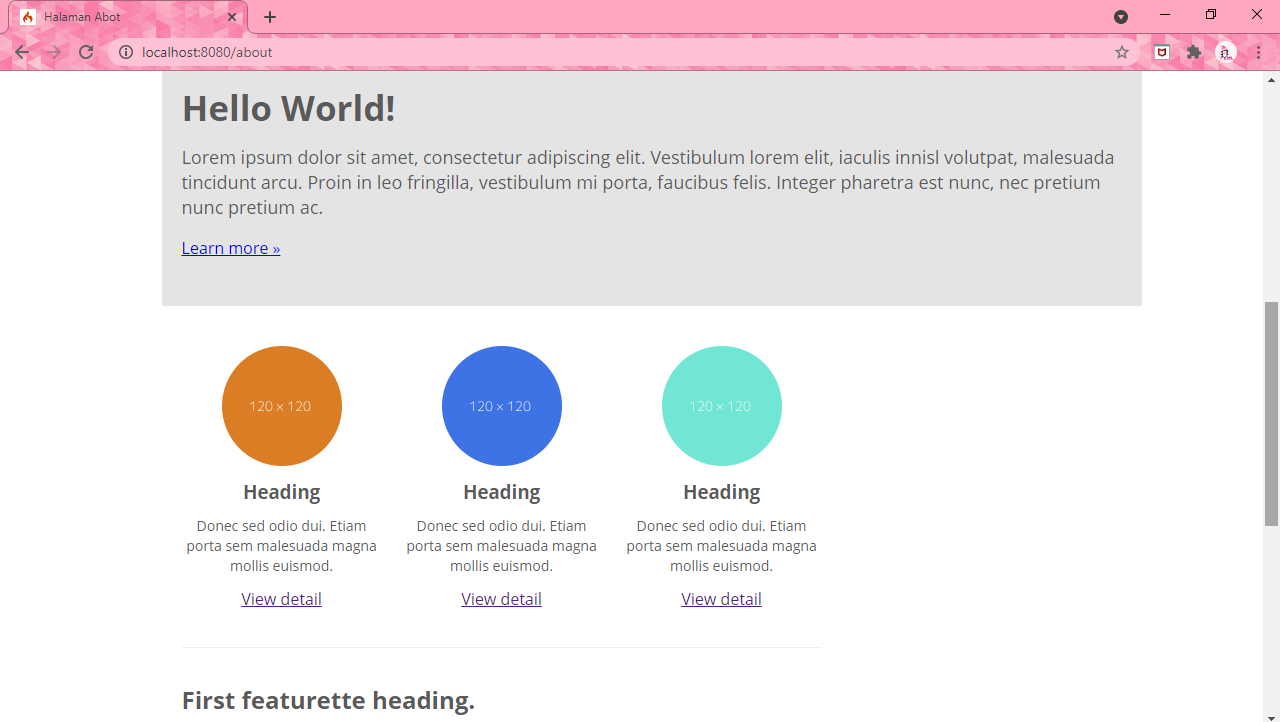 Halaman Abot
localhost:8080/about
Hello World!
Lorem ipsum dolor sit amet, consectetur adipiscing elit. Vestibulum lorem elit, iaculis innisl volutpat, malesuada
tincidunt arcu. Proin in leo fringilla, vestibulum mi porta, faucibus felis. Integer pharetra est nunc, nec pretium
nunc pretium ac.
Learn more »
120 × 120
120 × 120
120 × 120
Heading
Donec sed odio dui. Etiam
porta sem malesuada magna
mollis euismod.
View detail
Heading
Donec sed odio dui. Etiam
porta sem malesuada magna
mollis euismod.
View detail
Heading
Donec sed odio dui. Etiam
porta sem malesuada magna
mollis euismod.
View detail
First featurette heading.